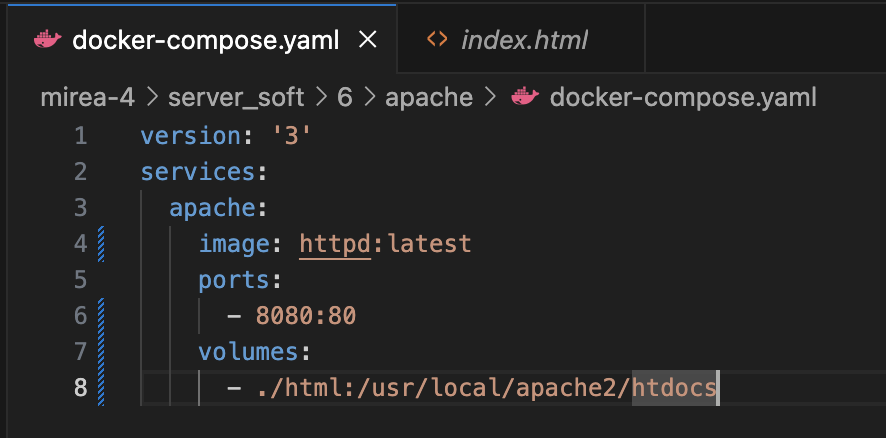 docker-compose.yaml × <> index.html
mirea-4 > server_soft > 6 > apache > docker-compose.yaml
1 version: '3'
2 services:
3 apache:
4 image: httpd:latest
5 ports:
6 - 8080:80
7 volumes:
8 - ./html:/usr/local/apache2/htdocs